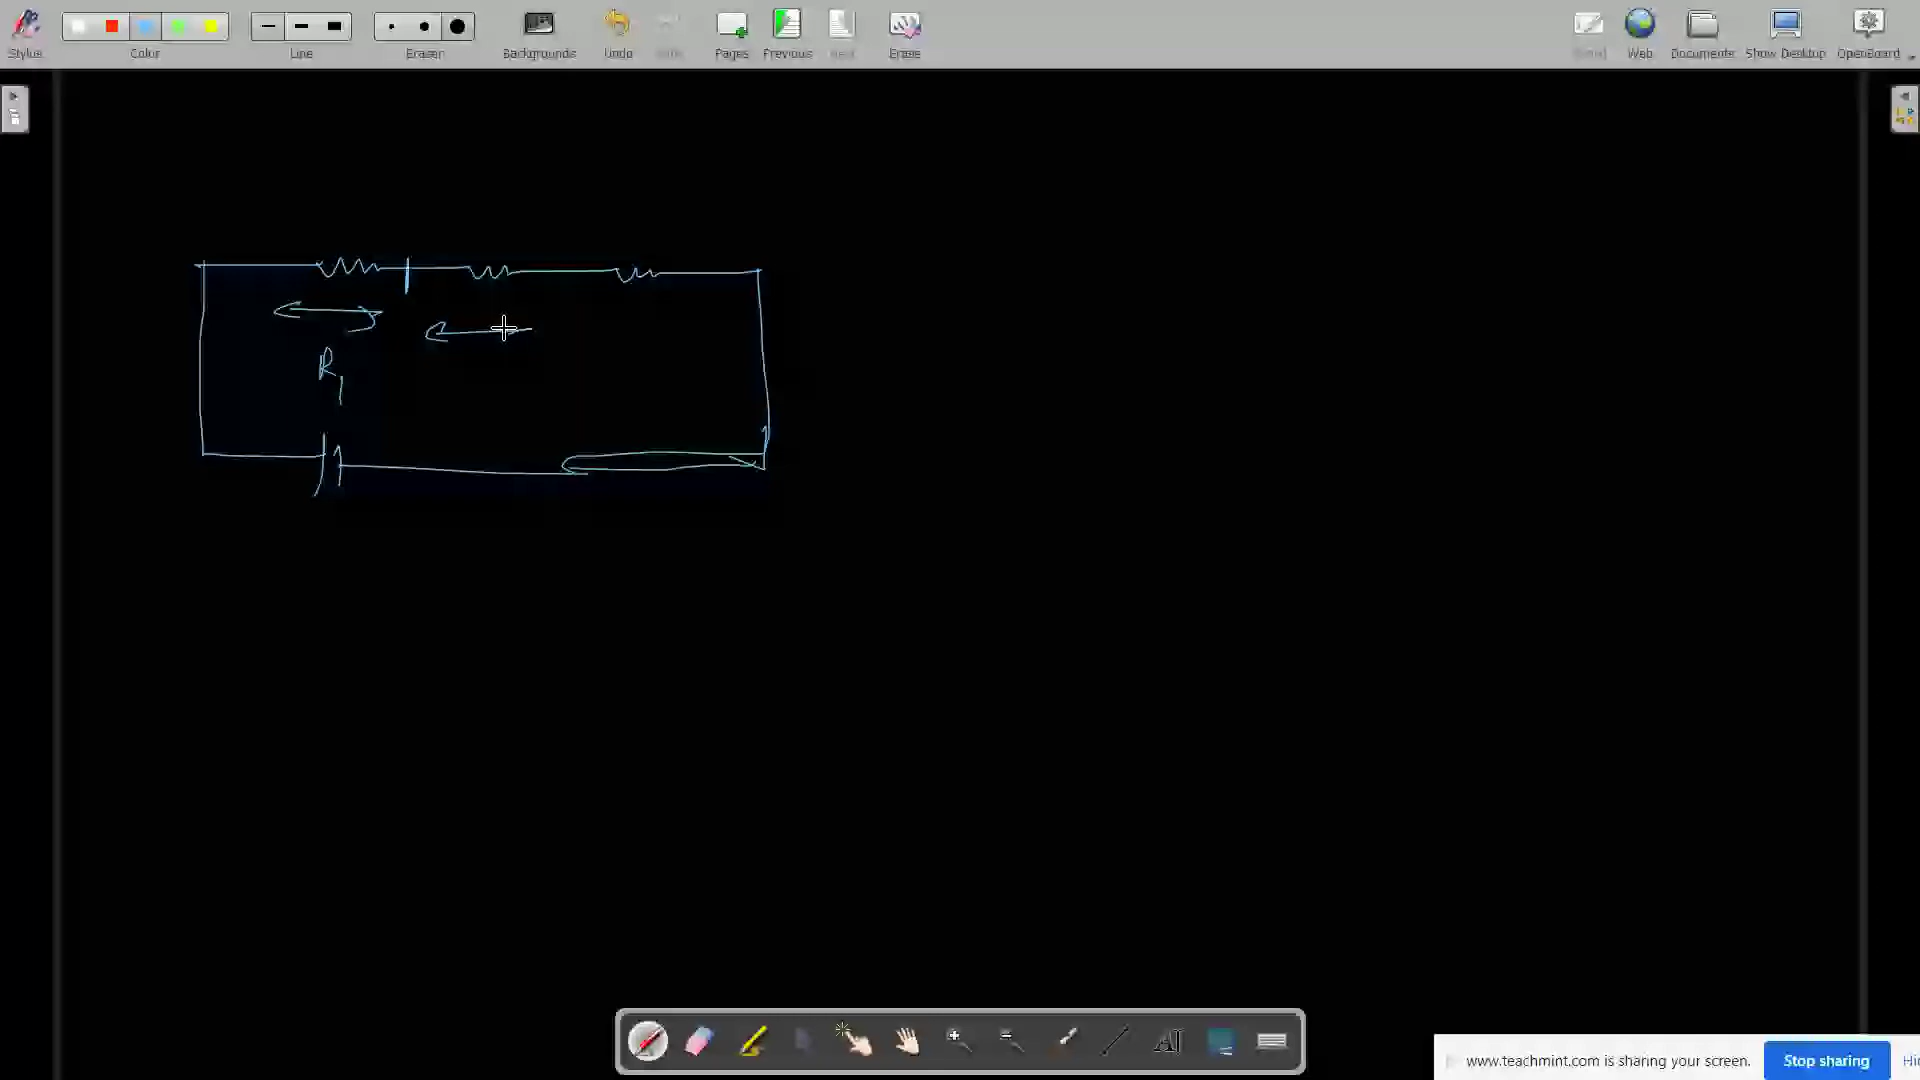 Stylus Color Line Eraser Backgrounds Undo Pages Previous Erase Web Documents Show Desktop OpenBoard
R1
AI
www.teachmint.com is sharing your screen. Stop sharing